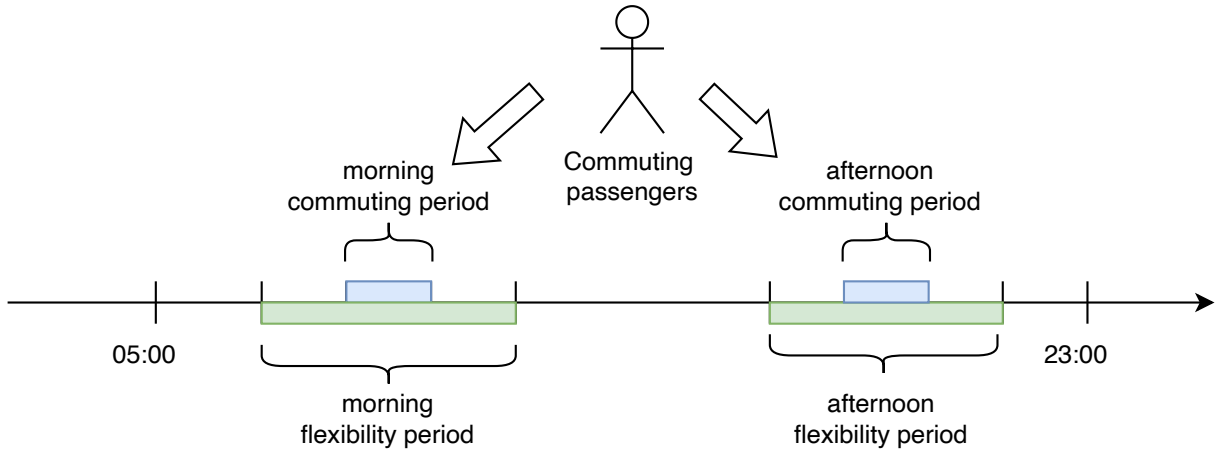 Commuting
passengers
morning
commuting period
afternoon
commuting period
05:00
23:00
morning
flexibility period
afternoon
flexibility period